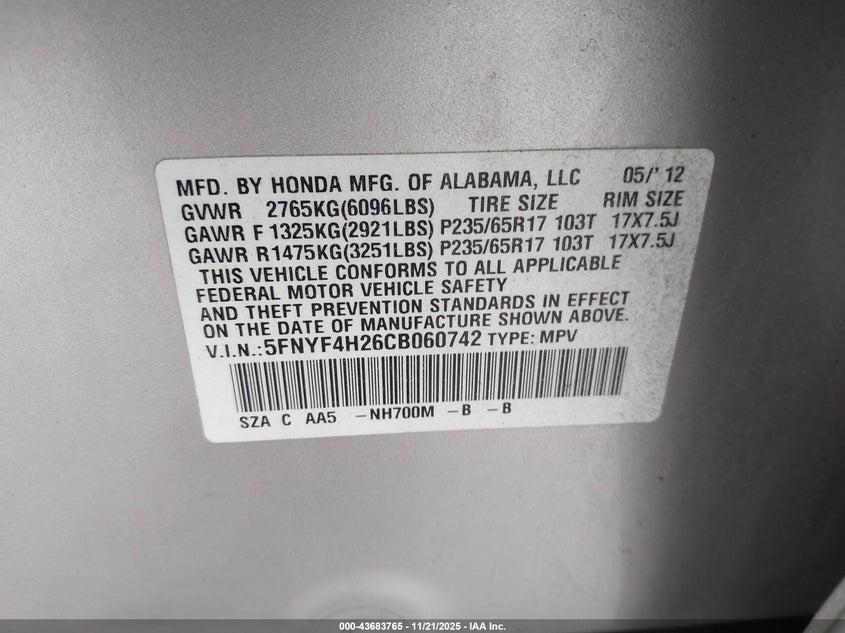 MFD. BY HONDA MFG. OF ALABAMA, LLC 05/' 12
GVWR 2765KG(6096LBS) TIRE SIZE RIM SIZE
GAWR F 1325KG(2921LBS) P235/65R17 103T 17X7.5J
GAWR R1475KG(3251LBS) P235/65R17 103T 17X7.5J
THIS VEHICLE CONFORMS TO ALL APPLICABLE
FEDERAL MOTOR VEHICLE SAFETY
AND THEFT PREVENTION STANDARDS IN EFFECT
ON THE DATE OF MANUFACTURE SHOWN ABOVE.
V.I.N.:5FNYF4H26CB060742 TYPE: MPV
SZA C AA5 -NH700M -B -B
000-43683765 - 11/21/2025 - IAA Inc.